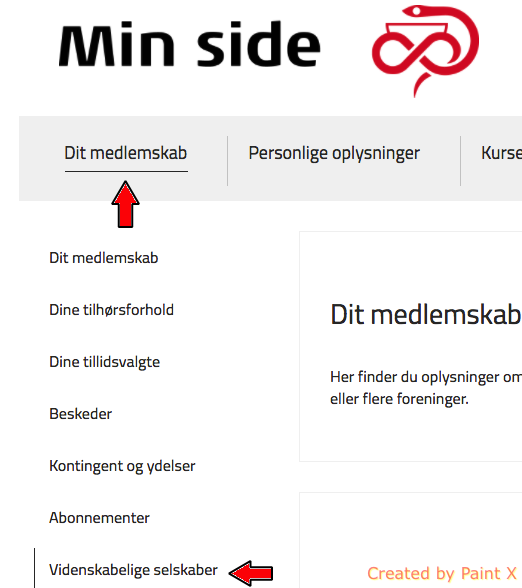 Min side
Dit medlemskab
Personlige oplysninger
Kurse
Dit medlemskab
Dine tilhørsforhold
Dine tillidsvalgte
Beskeder
Kontingent og ydelser
Abonnementer
Videnskabelige selskaber
Dit medlemskab
Her finder du oplysninger om
eller flere foreninger.
Created by Paint X